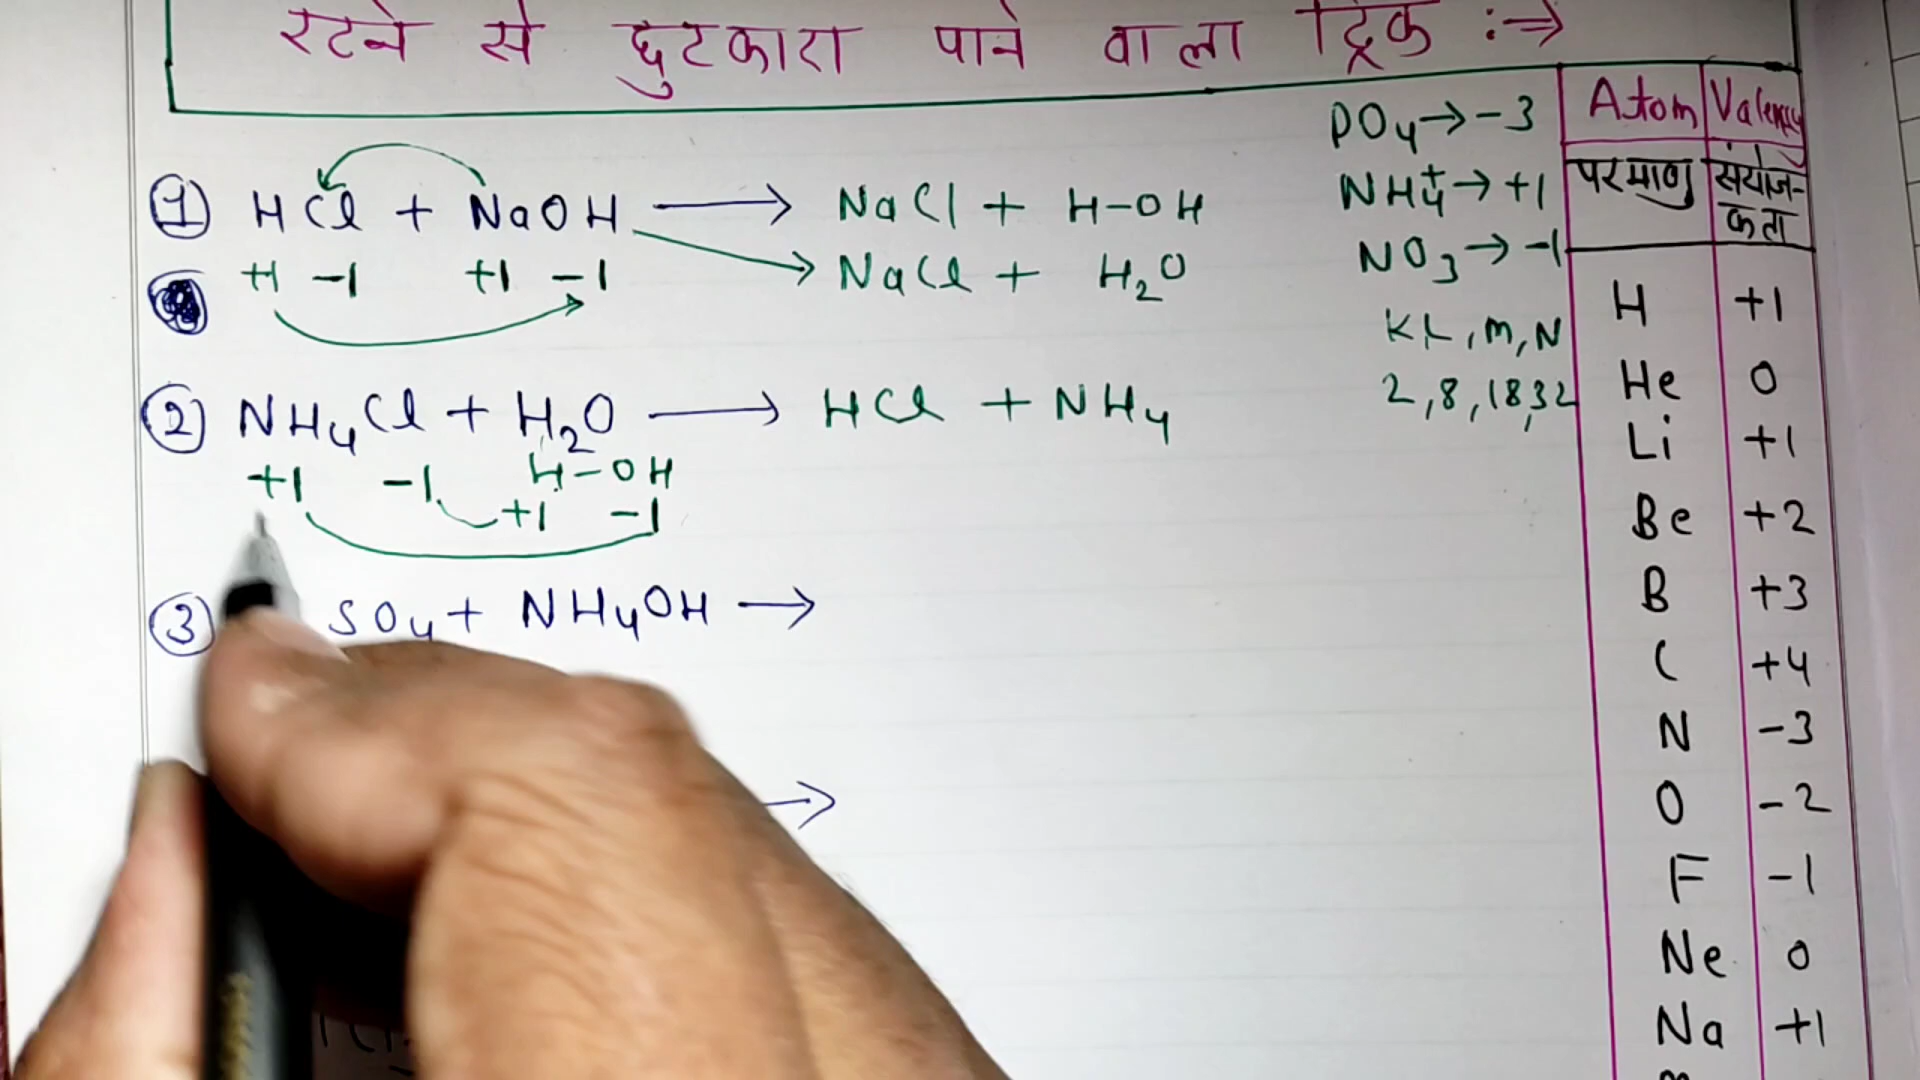 रटने से छुटकारा पाने वाला ट्रिक :→
① HCl + NaOH → NaCl + H-OH
+1 -1 +1 -1 → NaCl + H₂O
② NH₄Cl + H₂O → HCl + NH₄
+1 -1 H-OH
+1 -1
③ SO₄ + NH₄OH →
→
PO₄ → -3
NH₄⁺ → +1
NO₃ → -1
K L, M, N
2, 8, 18, 32
Atom Valency
परमाणु संयोज-
कता
H +1
He 0
Li +1
Be +2
B +3
C +4
N -3
O -2
F -1
Ne 0
Na +1